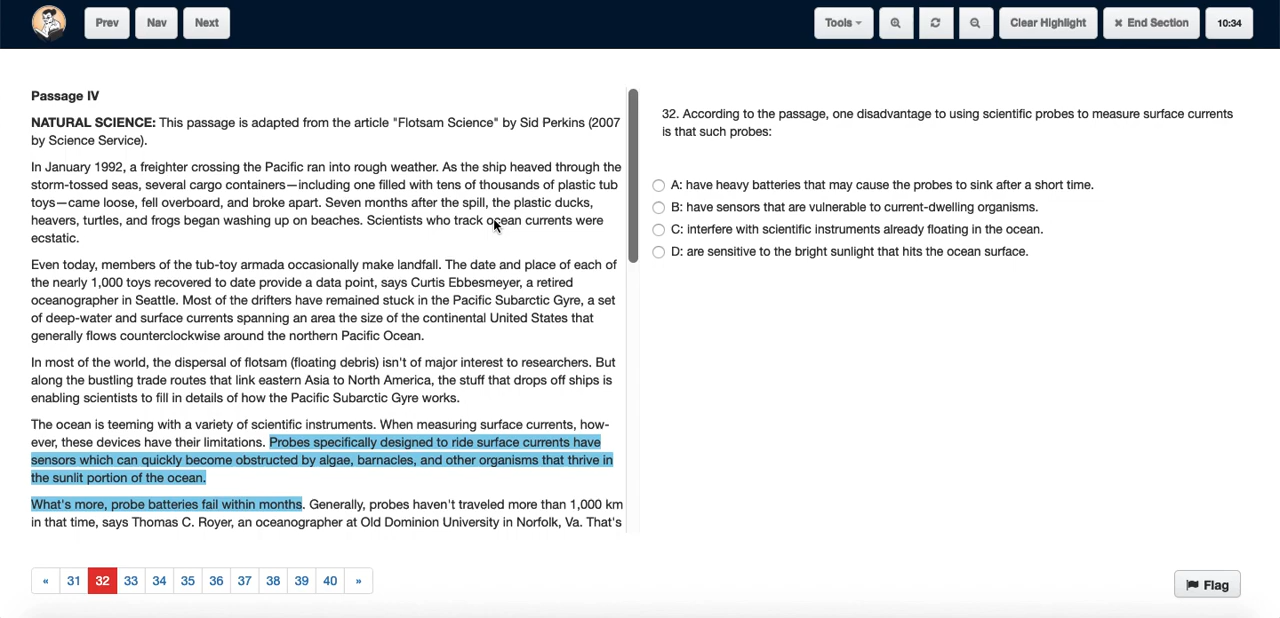 Prev
Nav
Next
Tools
Clear Highlight
End Section
10:34
Passage IV
NATURAL SCIENCE: This passage is adapted from the article "Flotsam Science" by Sid Perkins (2007
by Science Service).
In January 1992, a freighter crossing the Pacific ran into rough weather. As the ship heaved through the
storm-tossed seas, several cargo containers—including one filled with tens of thousands of plastic tub
toys—came loose, fell overboard, and broke apart. Seven months after the spill, the plastic ducks,
heavers, turtles, and frogs began washing up on beaches. Scientists who track ocean currents were
ecstatic.
Even today, members of the tub-toy armada occasionally make landfall. The date and place of each of
the nearly 1,000 toys recovered to date provide a data point, says Curtis Ebbesmeyer, a retired
oceanographer in Seattle. Most of the drifters have remained stuck in the Pacific Subarctic Gyre, a set
of deep-water and surface currents spanning an area the size of the continental United States that
generally flows counterclockwise around the northern Pacific Ocean.
In most of the world, the dispersal of flotsam (floating debris) isn't of major interest to researchers. But
along the bustling trade routes that link eastern Asia to North America, the stuff that drops off ships is
enabling scientists to fill in details of how the Pacific Subarctic Gyre works.
The ocean is teeming with a variety of scientific instruments. When measuring surface currents, how-
ever, these devices have their limitations. Probes specifically designed to ride surface currents have
sensors which can quickly become obstructed by algae, barnacles, and other organisms that thrive in
the sunlit portion of the ocean.
What's more, probe batteries fail within months. Generally, probes haven't traveled more than 1,000 km
in that time, says Thomas C. Royer, an oceanographer at Old Dominion University in Norfolk, Va. That's
32. According to the passage, one disadvantage to using scientific probes to measure surface currents
is that such probes:
A: have heavy batteries that may cause the probes to sink after a short time.
B: have sensors that are vulnerable to current-dwelling organisms.
C: interfere with scientific instruments already floating in the ocean.
D: are sensitive to the bright sunlight that hits the ocean surface.
« 31 32 33 34 35 36 37 38 39 40 »
Flag